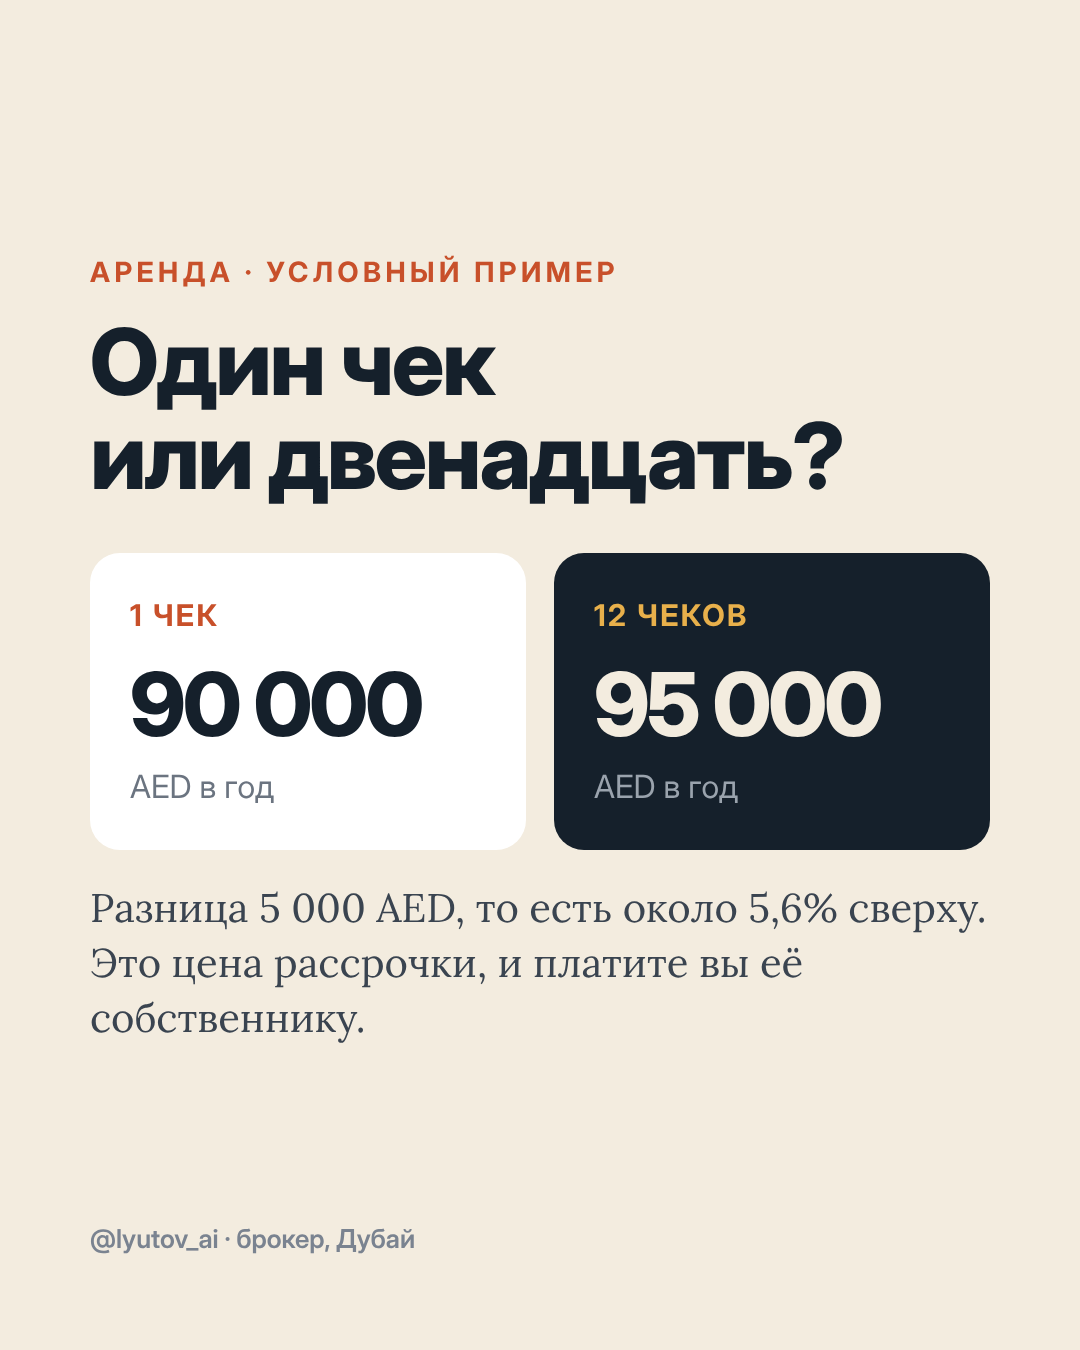 АРЕНДА · УСЛОВНЫЙ ПРИМЕР
Один чек
или двенадцать?
1 ЧЕК
90 000
AED в год
12 ЧЕКОВ
95 000
AED в год
Разница 5 000 AED, то есть около 5,6% сверху.
Это цена рассрочки, и платите вы её
собственнику.
@lyutov_ai · брокер, Дубай